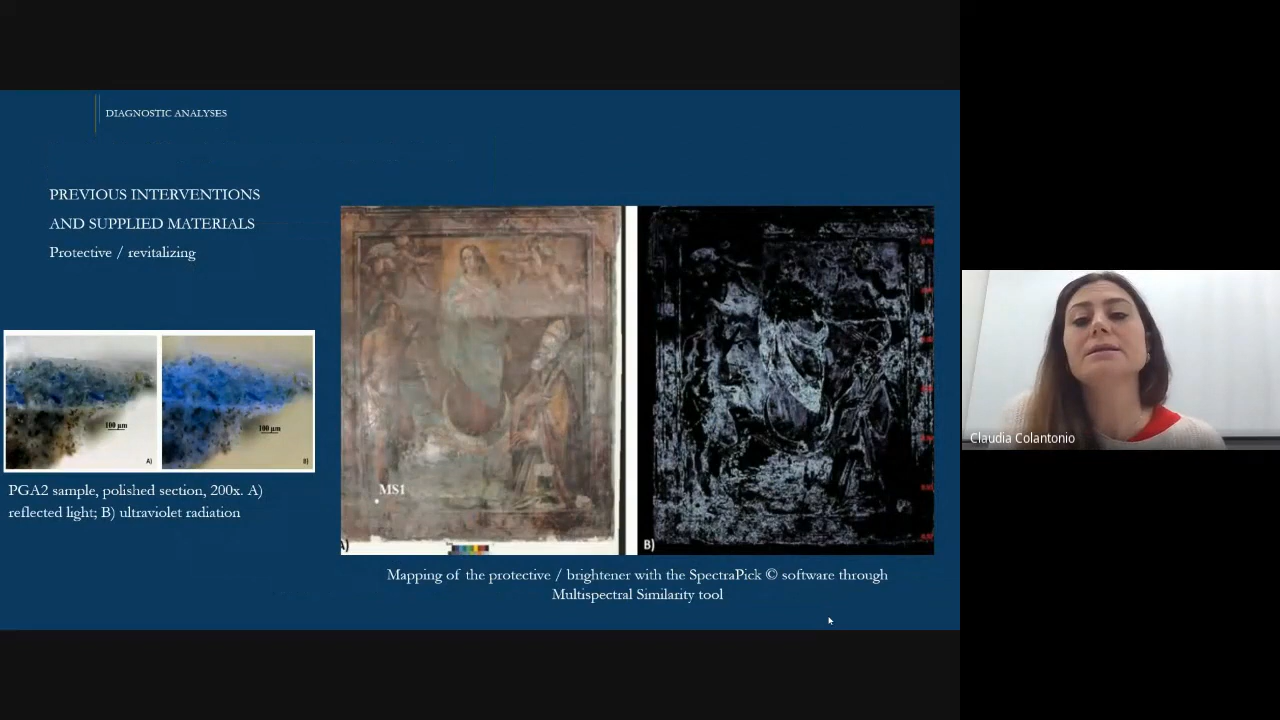 DIAGNOSTIC ANALYSES
PREVIOUS INTERVENTIONS
AND SUPPLIED MATERIALS
Protective / revitalizing
100 µm
A)
100 µm
B)
PGA2 sample, polished section, 200x. A)
reflected light; B) ultraviolet radiation
MS1
A)
B)
Mapping of the protective / brightener with the SpectraPick © software through
Multispectral Similarity tool
Claudia Colantonio